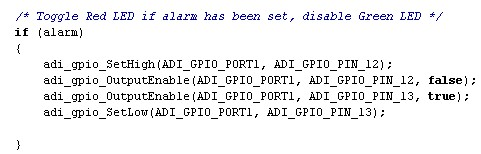 /* Toggle Red LED if alarm has been set, disable Green LED */
if (alarm)
{
adi_gpio_SetHigh(ADI_GPIO_PORT1, ADI_GPIO_PIN_12);
adi_gpio_OutputEnable(ADI_GPIO_PORT1, ADI_GPIO_PIN_12, false);
adi_gpio_OutputEnable(ADI_GPIO_PORT1, ADI_GPIO_PIN_13, true);
adi_gpio_SetLow(ADI_GPIO_PORT1, ADI_GPIO_PIN_13);
}